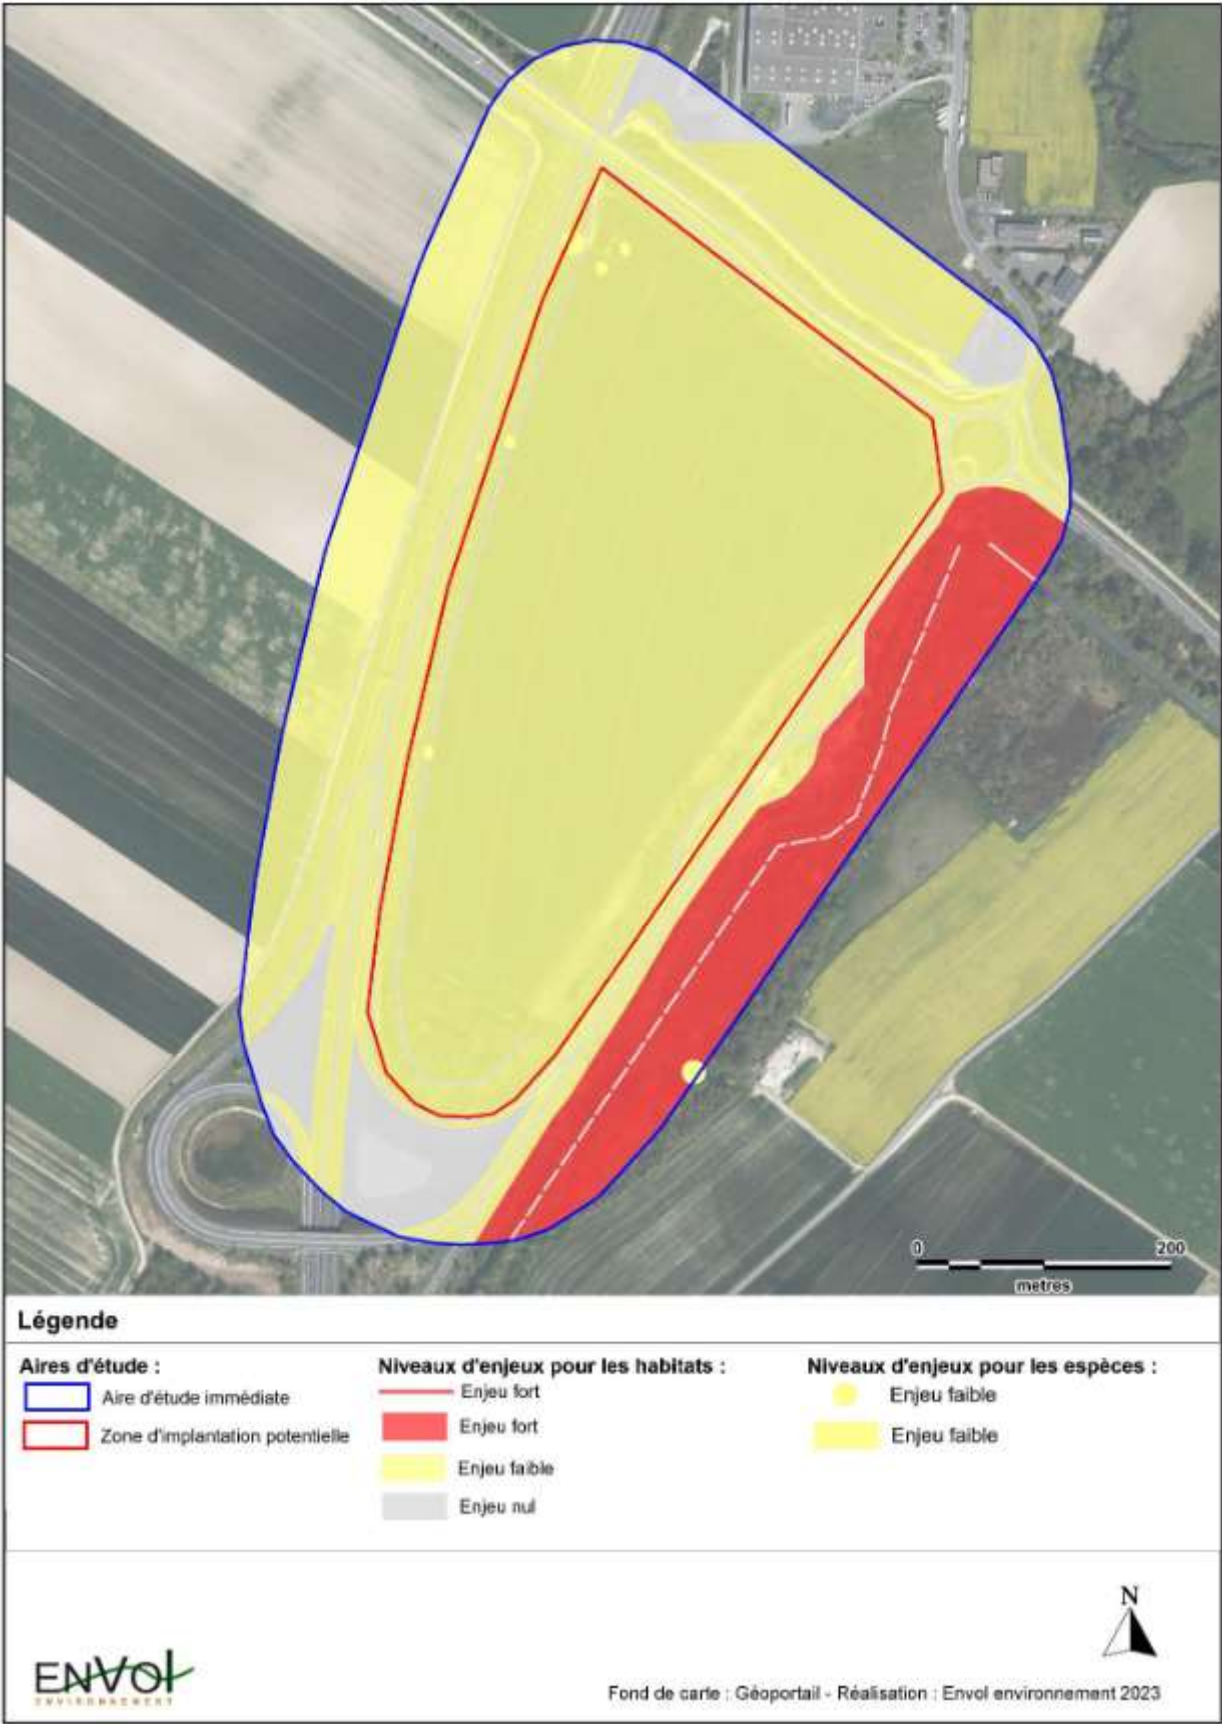 0 200
metres
Légende
Aires d'étude :
Aire d'étude immédiate
Zone d'implantation potentielle
Niveaux d'enjeux pour les habitats :
Enjeu fort
Enjeu fort
Enjeu faible
Enjeu nul
Niveaux d'enjeux pour les espèces :
Enjeu faible
Enjeu faible
N
ENVOl
ENVIRONNEMENT
Fond de carte : Géoportail - Réalisation : Envol environnement 2023